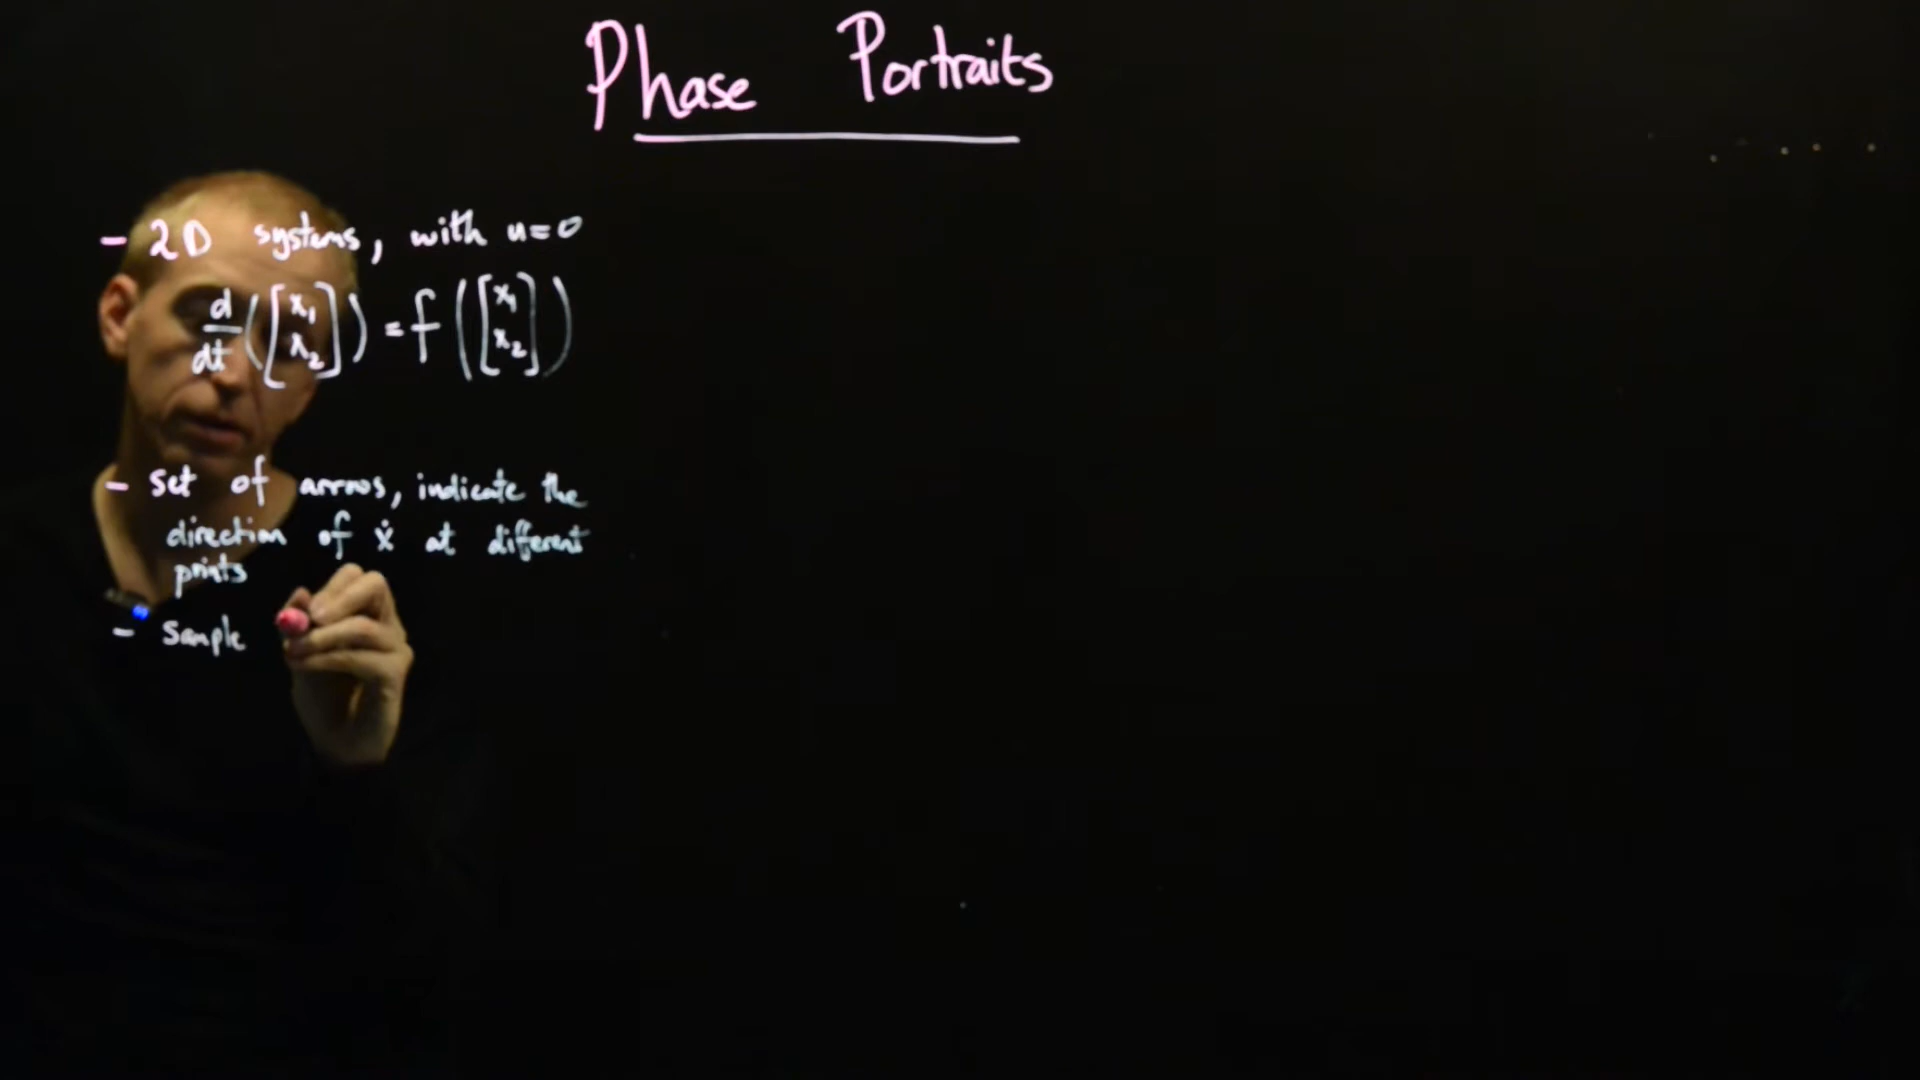 Phase Portraits
- 2D systems, with u=0
d/dt ([x₁ x₂]) = f ([x₁ x₂])
- set of arrows, indicate the
direction of ẋ at different
points
- sample